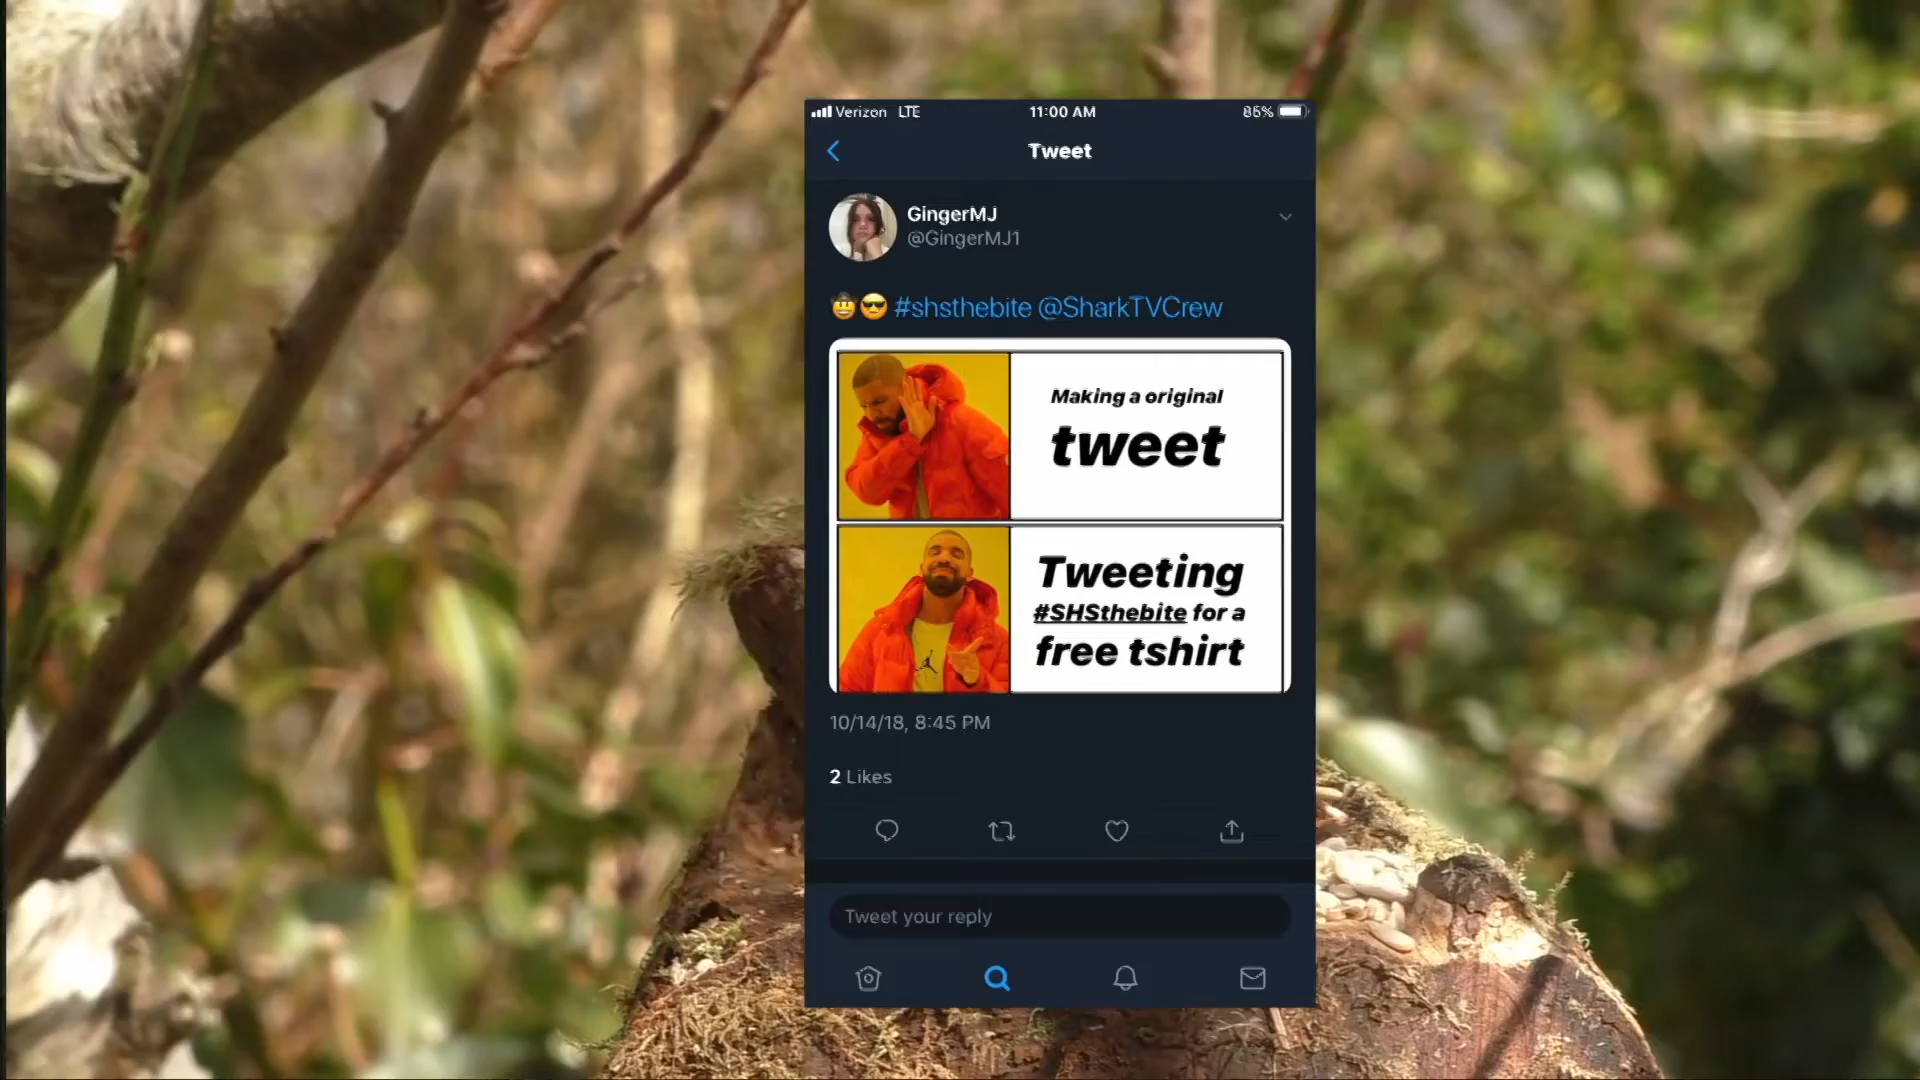 Verizon LTE 11:00 AM 85%
Tweet
GingerMJ
@GingerMJ1
🤠😎 #shsthebite @SharkTVCrew
Making a original
tweet
Tweeting
#SHSthebite for a
free tshirt
10/14/18, 8:45 PM
2 Likes
Tweet your reply